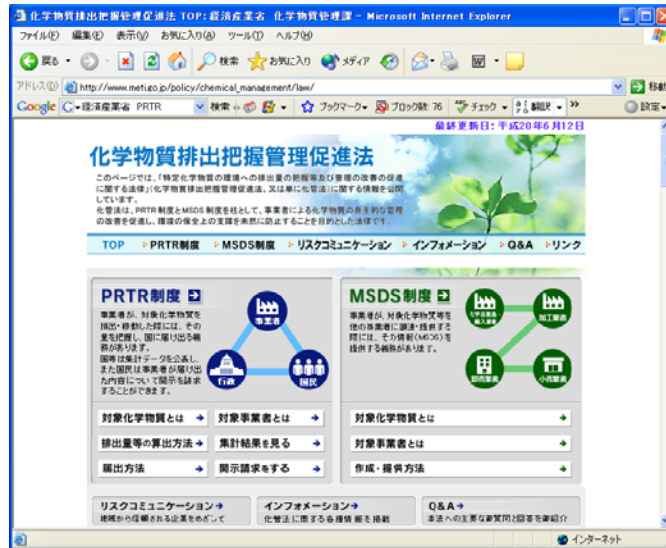 化学物質排出把握管理促進法 TOP：経済産業省 化学物質管理課 - Microsoft Internet Explorer
ファイル(F) 編集(E) 表示(V) お気に入り(A) ツール(T) ヘルプ(H)
戻る 検索 お気に入り メディア
アドレス(D) http://www.meti.go.jp/policy/chemical_management/law/ 移動
Google 経済産業省 PRTR 検索 ブックマーク ブロック数: 76 チェック 翻訳 >> 設定
最終更新日：平成20年6月12日
化学物質排出把握管理促進法
このページでは、「特定化学物質の環境への排出量の把握等及び管理の改善の促進
に関する法律」（化学物質排出把握管理促進法、又は単に化管法）に関する情報を公開
しています。
化管法は、PRTR制度とMSDS制度を柱として、事業者による化学物質の自主的な管理
の改善を促進し、環境の保全上の支障を未然に防止することを目的とした法律です。
TOP PRTR制度 MSDS制度 リスクコミュニケーション インフォメーション Q&A リンク
PRTR制度
事業者が、対象化学物質を
排出・移動した際には、その
量を把握し、国に届け出る義
務があります。
国等は集計データを公表し、
また国民は事業者が届け出
た内容について開示を請求
することができます。
事業者
行政
国民
対象化学物質とは
対象事業者とは
排出量等の算出方法
集計結果を見る
届出方法
開示請求をする
MSDS制度
事業者が、対象化学物質等を
他の事業者に譲渡・提供する
際には、その情報(MSDS)を
提供する義務があります。
加工業者
卸売業者
小売業者
対象化学物質とは
対象事業者とは
作成・提供方法
リスクコミュニケーション
地域から信頼される企業をめざして
インフォメーション
化管法に関する各種情報を掲載
Q&A
本法への主要な御質問と回答を御紹介
インターネット